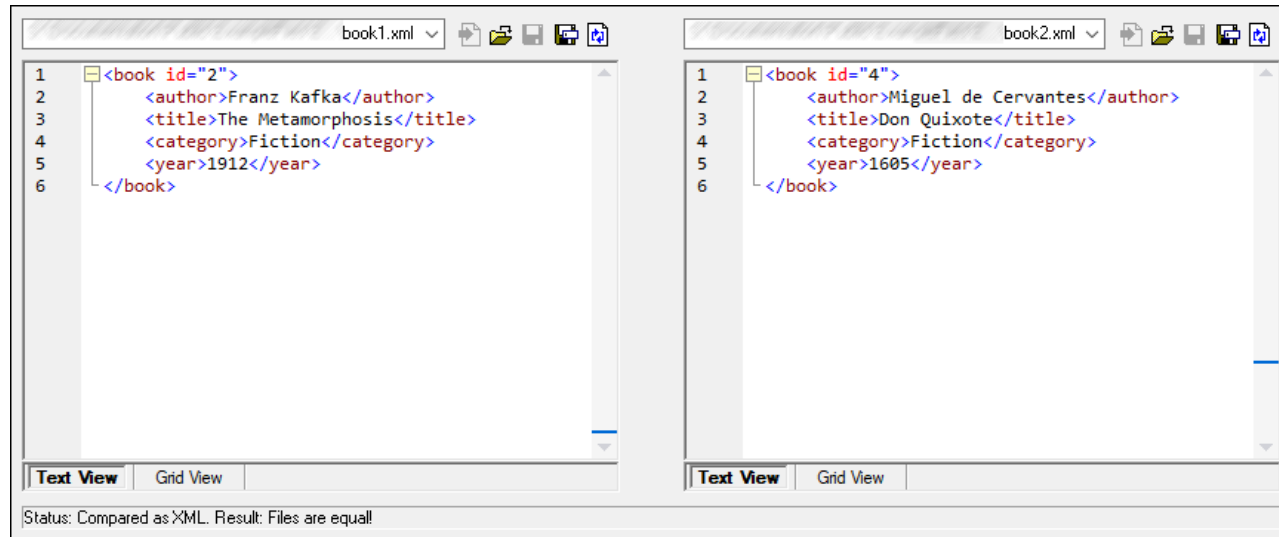 book1.xml
1 <book id="2">
2 <author>Franz Kafka</author>
3 <title>The Metamorphosis</title>
4 <category>Fiction</category>
5 <year>1912</year>
6 </book>
Text View Grid View
book2.xml
1 <book id="4">
2 <author>Miguel de Cervantes</author>
3 <title>Don Quixote</title>
4 <category>Fiction</category>
5 <year>1605</year>
6 </book>
Text View Grid View
Status: Compared as XML. Result: Files are equal!